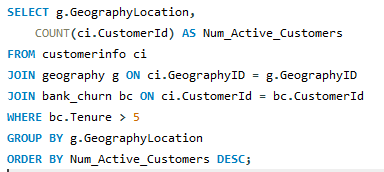 SELECT g.GeographyLocation,
COUNT(ci.CustomerId) AS Num_Active_Customers
FROM customerinfo ci
JOIN geography g ON ci.GeographyID = g.GeographyID
JOIN bank_churn bc ON ci.CustomerId = bc.CustomerId
WHERE bc.Tenure > 5
GROUP BY g.GeographyLocation
ORDER BY Num_Active_Customers DESC;